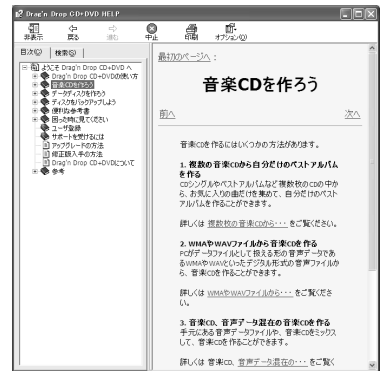 Drag'n Drop CD+DVD HELP
非表示 戻る 進む 中止 印刷 オプション(O)
目次(C) 検索(S)
ようこそ Drag'n Drop CD+DVD へ
Drag'n Drop CD+DVDの使い方
音楽CDを作ろう
データディスクを作ろう
ディスクをバックアップしよう
便利な参考書
困った時に見てください
ユーザ登録
サポートを受けるには
アップグレードの方法
修正版入手の方法
Drag'n Drop CD+DVDについて
参考
最初のページへ :
音楽CDを作ろう
前へ 次へ
音楽CDを作るにはいくつかの方法があります。
1. 複数の音楽CDから自分だけのベストアルバム
を作る
CDシングルやベストアルバムなど複数枚のCDの中か
ら、お気に入りの曲だけを集めて、自分だけのベスト
アルバムを作ることができます。
詳しくは 複数枚の音楽CDから・・・ をご覧ください。
2. WMAやWAVファイルから音楽CDを作る
PCがデータファイルとして扱える形の音声データであ
るWMAやWAVといったデジタル形式の音声ファイルか
ら、音楽CDを作ることができます。
詳しくは WMAやWAVファイルから・・・ をご覧くださ
い。
3. 音楽CD、音声データ混在の音楽CDを作る
手元にある音声データファイルや、音楽CDをミックス
して、音楽CDを作ることができます。
詳しくは 音楽CD、音声データ混在の・・・ をご覧く